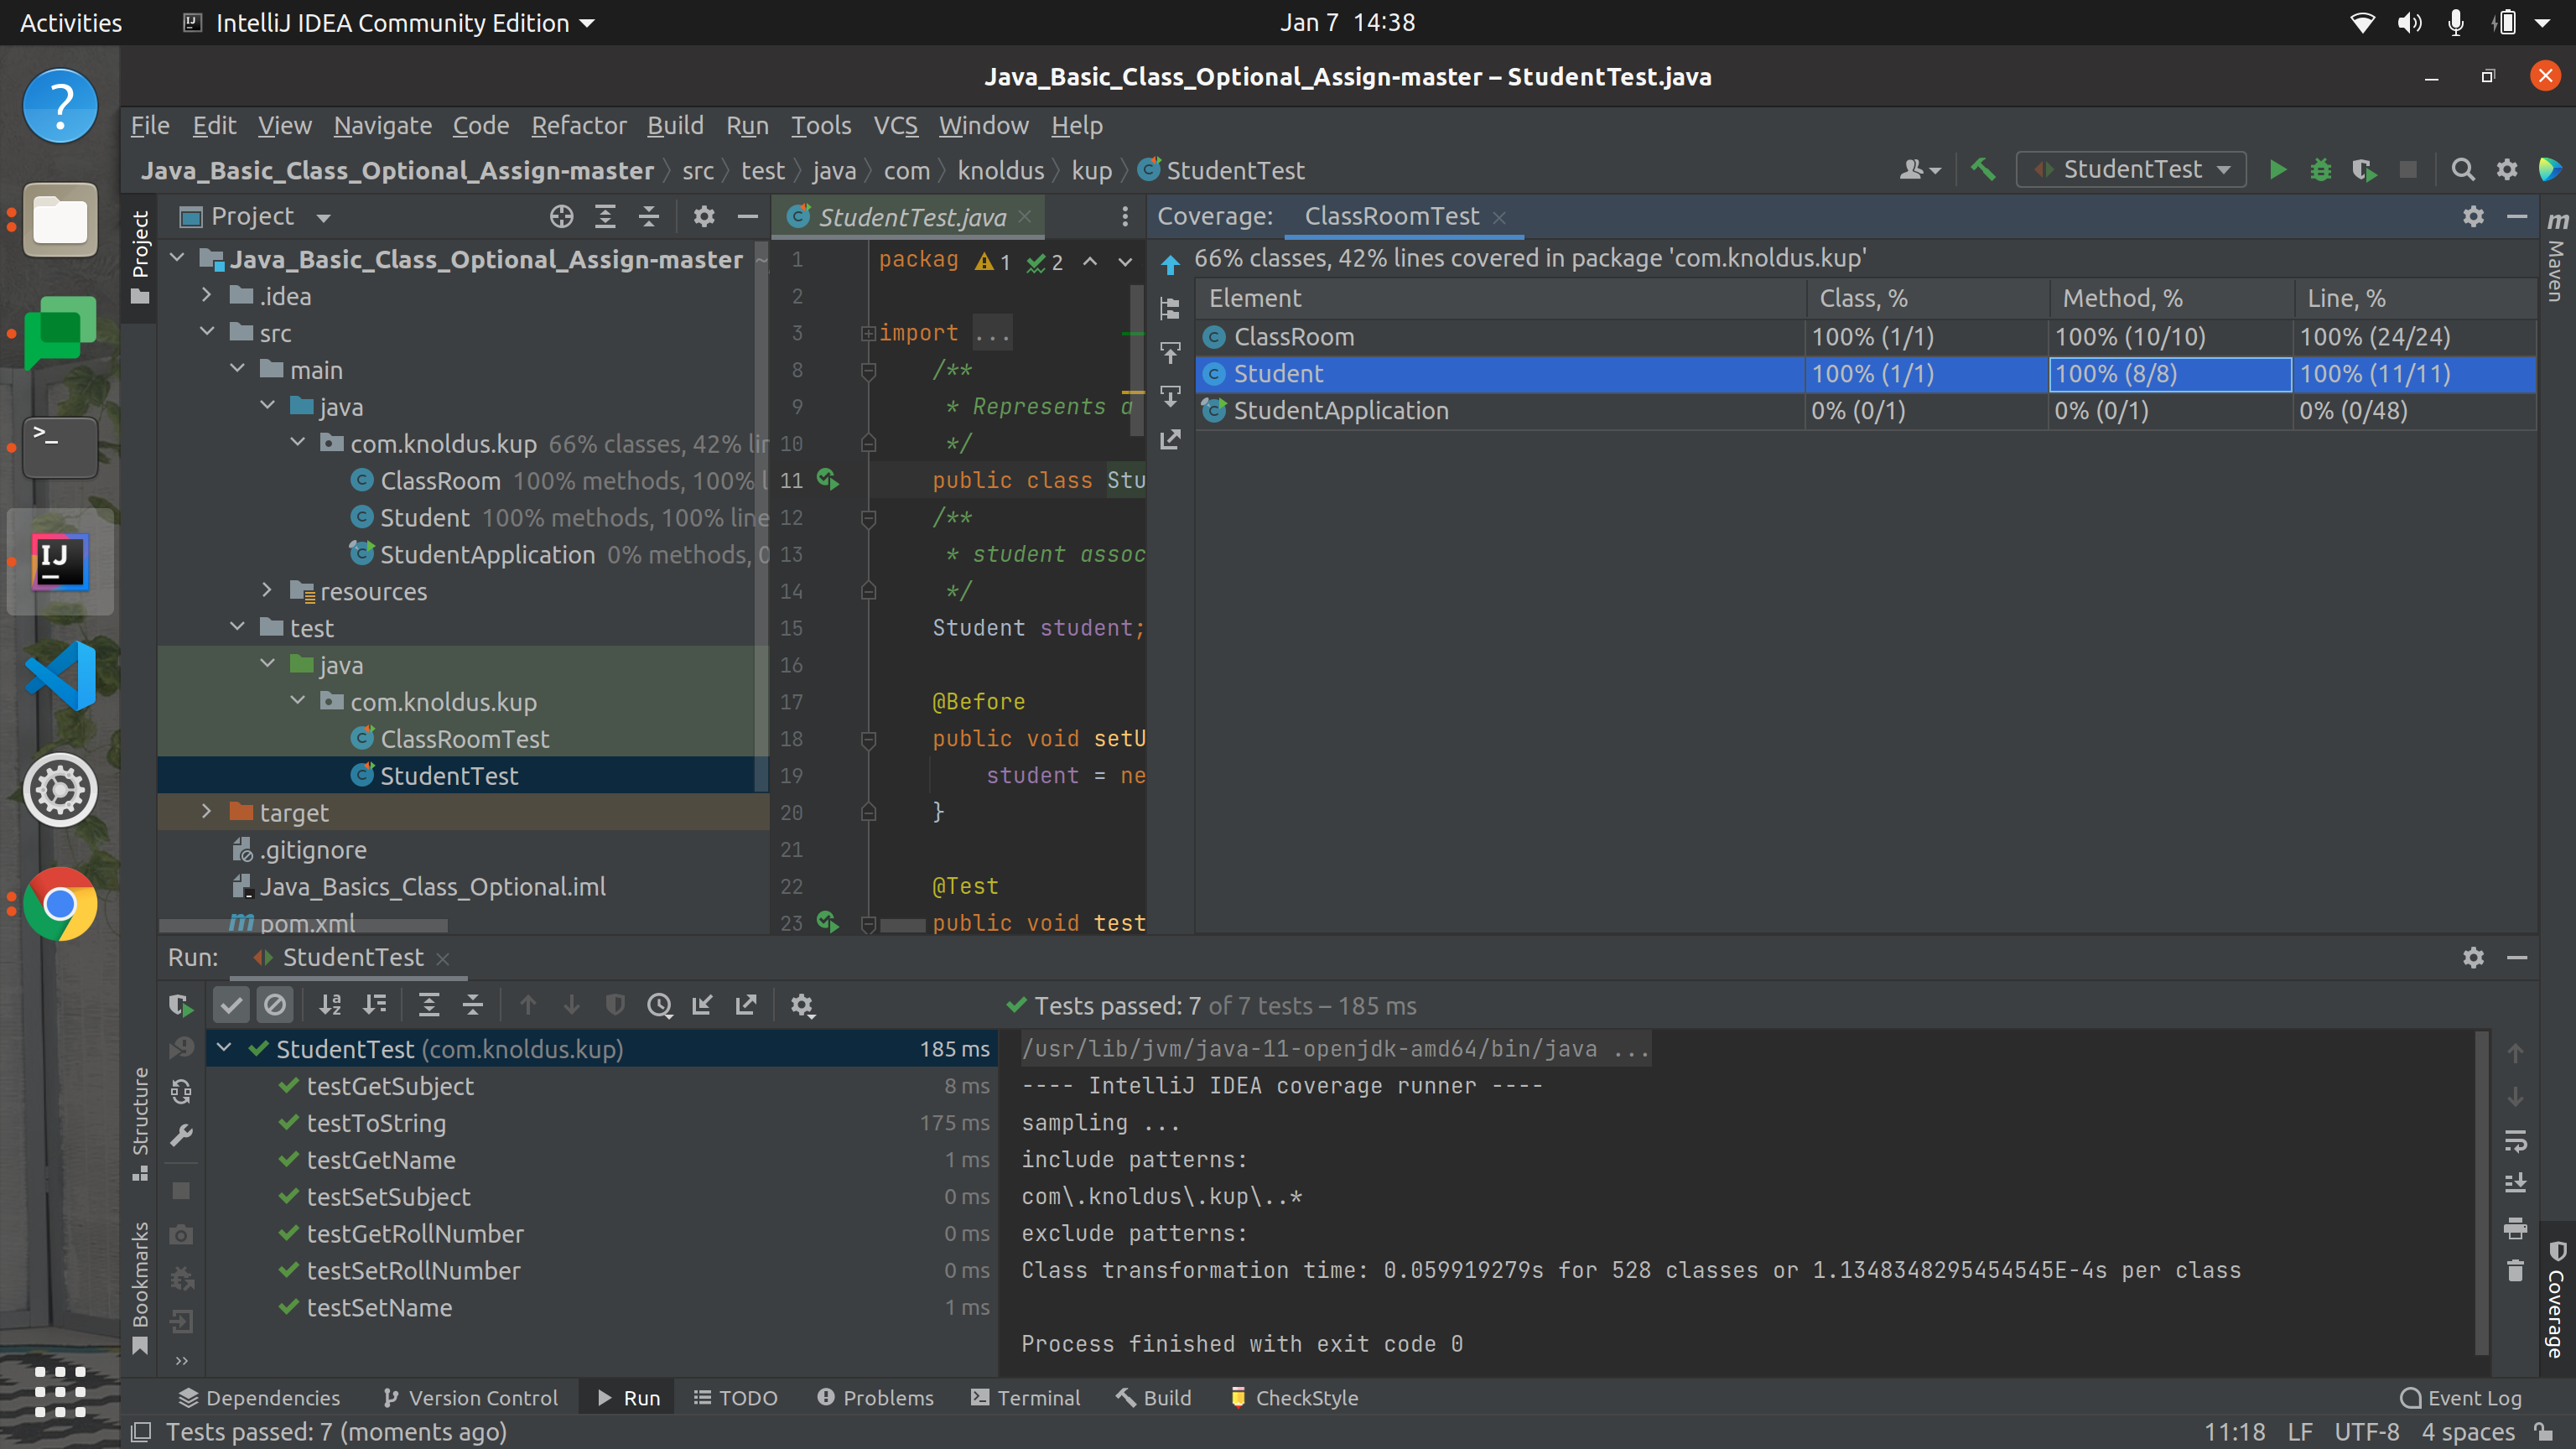 Activities
IntelliJ IDEA Community Edition
Jan 7 14:38
Java_Basic_Class_Optional_Assign-master – StudentTest.java
File Edit View Navigate Code Refactor Build Run Tools VCS Window Help
Java_Basic_Class_Optional_Assign-master src test java com knoldus kup StudentTest
StudentTest
Project
Project
Java_Basic_Class_Optional_Assign-master ~
.idea
src
main
java
com.knoldus.kup 66% classes, 42% lin
ClassRoom 100% methods, 100% l
Student 100% methods, 100% line
StudentApplication 0% methods, 0
resources
test
java
com.knoldus.kup
ClassRoomTest
StudentTest
target
.gitignore
Java_Basics_Class_Optional.iml
pom.xml
StudentTest.java
1 packag 1 2
2
3 import ...
8 /**
9 * Represents a
10 */
11 public class Stu
12 /**
13 * student assoc
14 */
15 Student student;
16
17 @Before
18 public void setU
19 student = ne
20 }
21
22 @Test
23 public void test
Coverage: ClassRoomTest
66% classes, 42% lines covered in package 'com.knoldus.kup'
Element Class, % Method, % Line, %
ClassRoom 100% (1/1) 100% (10/10) 100% (24/24)
Student 100% (1/1) 100% (8/8) 100% (11/11)
StudentApplication 0% (0/1) 0% (0/1) 0% (0/48)
Maven
Run: StudentTest
Tests passed: 7 of 7 tests – 185 ms
StudentTest (com.knoldus.kup) 185 ms
testGetSubject 8 ms
testToString 175 ms
testGetName 1 ms
testSetSubject 0 ms
testGetRollNumber 0 ms
testSetRollNumber 0 ms
testSetName 1 ms
/usr/lib/jvm/java-11-openjdk-amd64/bin/java ...
---- IntelliJ IDEA coverage runner ----
sampling ...
include patterns:
com\.knoldus\.kup\..*
exclude patterns:
Class transformation time: 0.059919279s for 528 classes or 1.1348348295454545E-4s per class
Process finished with exit code 0
Structure
Bookmarks
Coverage
Dependencies Version Control Run TODO Problems Terminal Build CheckStyle Event Log
Tests passed: 7 (moments ago)
11:18 LF UTF-8 4 spaces